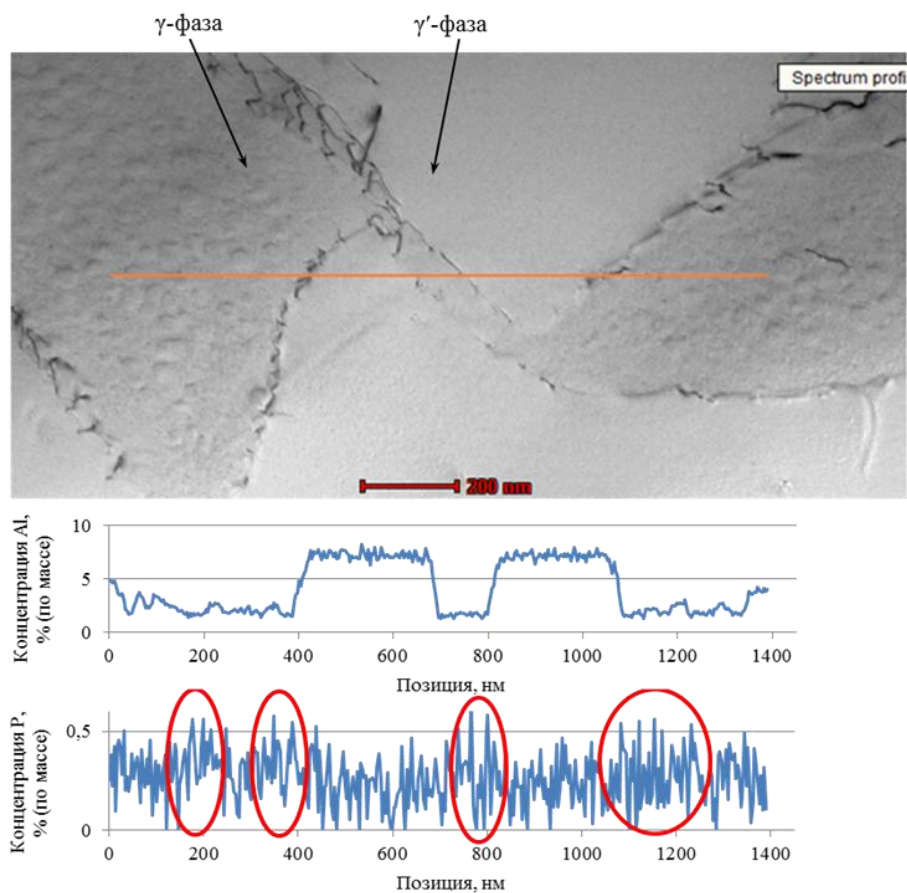 γ-фаза
γ′-фаза
Spectrum profi
200 nm
Концентрация Al,
% (по массе)
10
5
0
0 200 400 600 800 1000 1200 1400
Позиция, нм
Концентрация P,
% (по массе)
0,5
0
0 200 400 600 800 1000 1200 1400
Позиция, нм